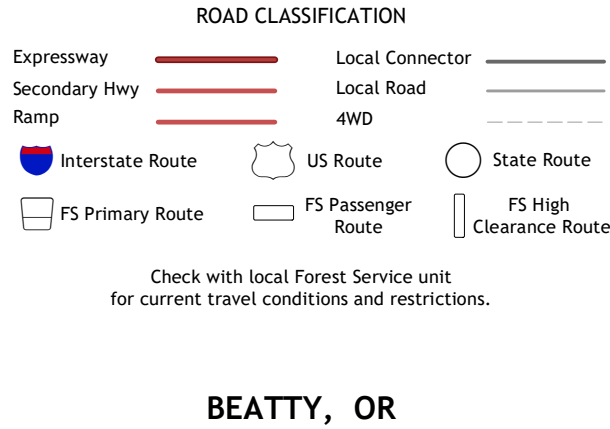 ROAD CLASSIFICATION
Expressway
Local Connector
Secondary Hwy
Local Road
Ramp
4WD
Interstate Route
US Route
State Route
FS Primary Route
FS Passenger
Route
FS High
Clearance Route
Check with local Forest Service unit
for current travel conditions and restrictions.
BEATTY, OR